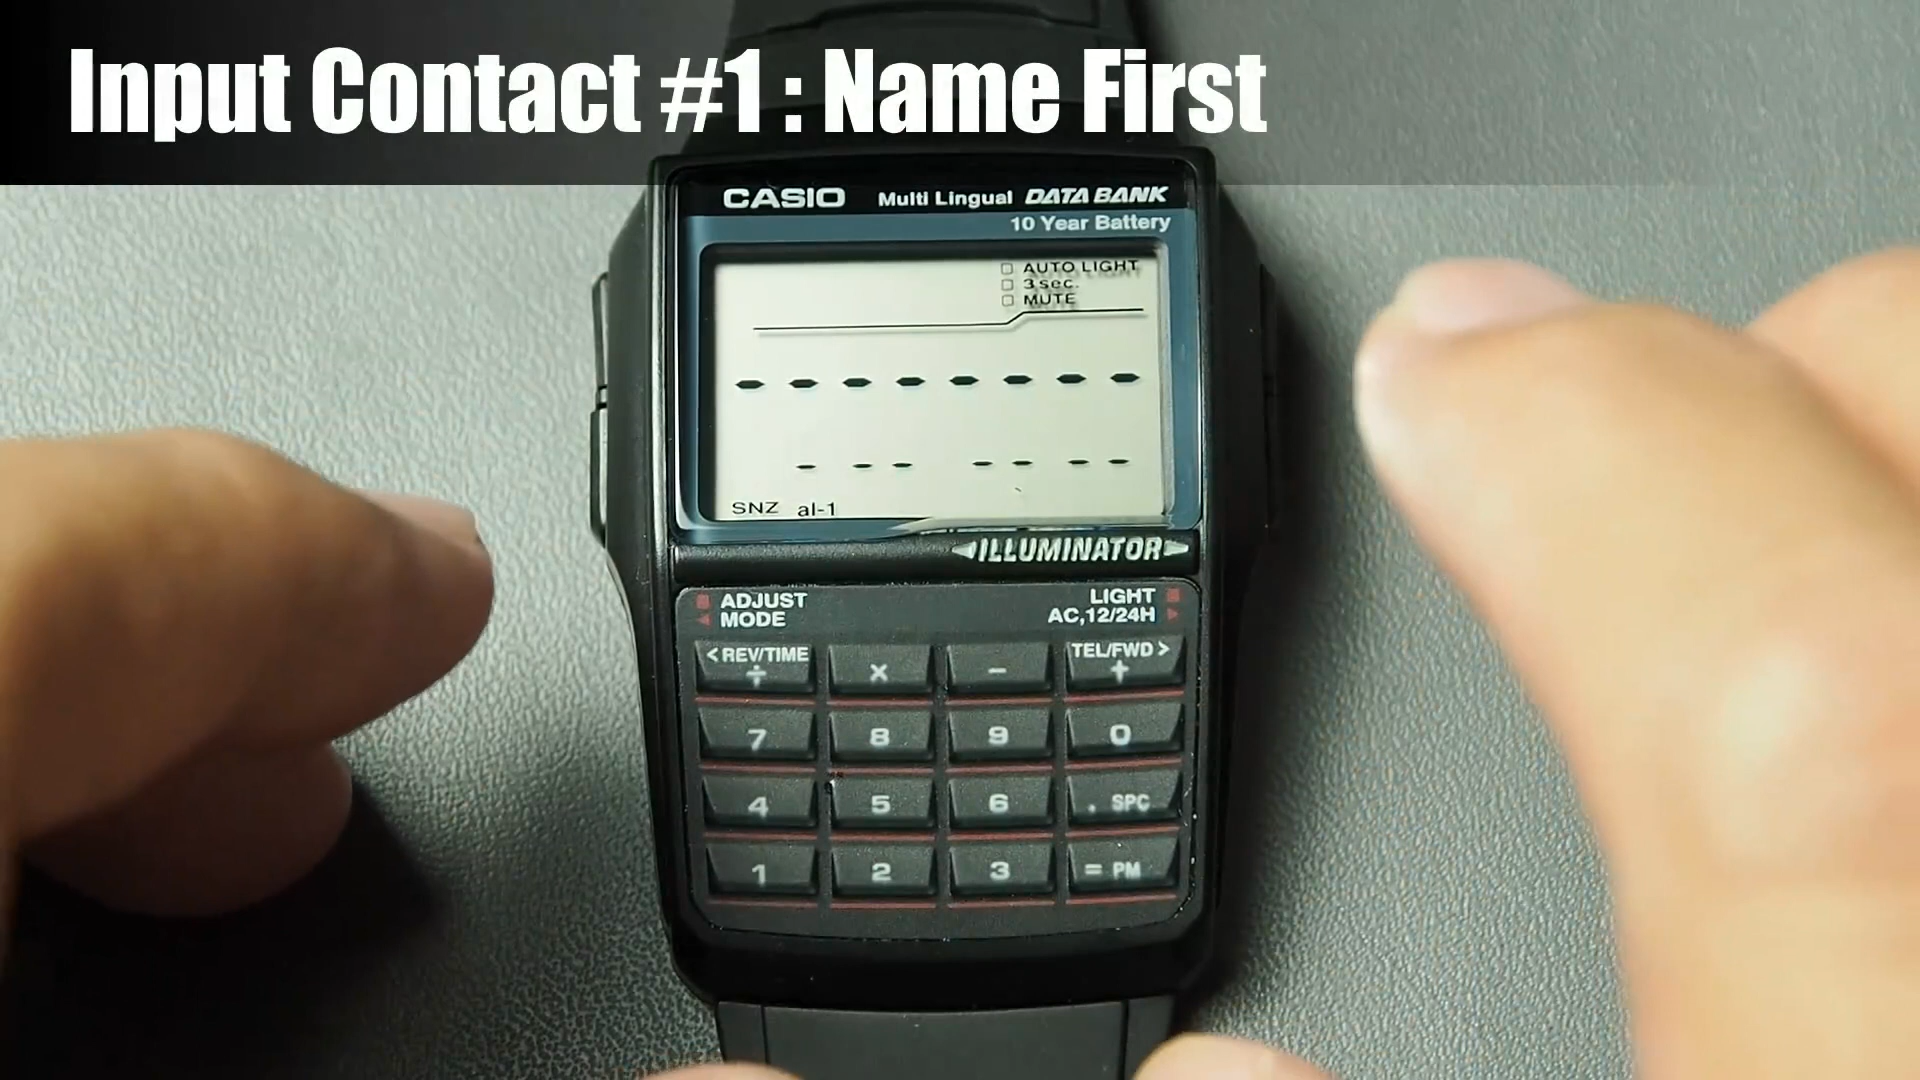 Input Contact #1 : Name First
CASIO Multi Lingual DATA BANK
10 Year Battery
AUTO LIGHT
3 sec.
MUTE
- - - - - - - -
- -- -- --
SNZ al-1
ILLUMINATOR
ADJUST LIGHT
MODE AC,12/24H
< REV/TIME TEL/FWD >
÷ × − +
7 8 9 0
4 5 6 . SPC
1 2 3 = PM